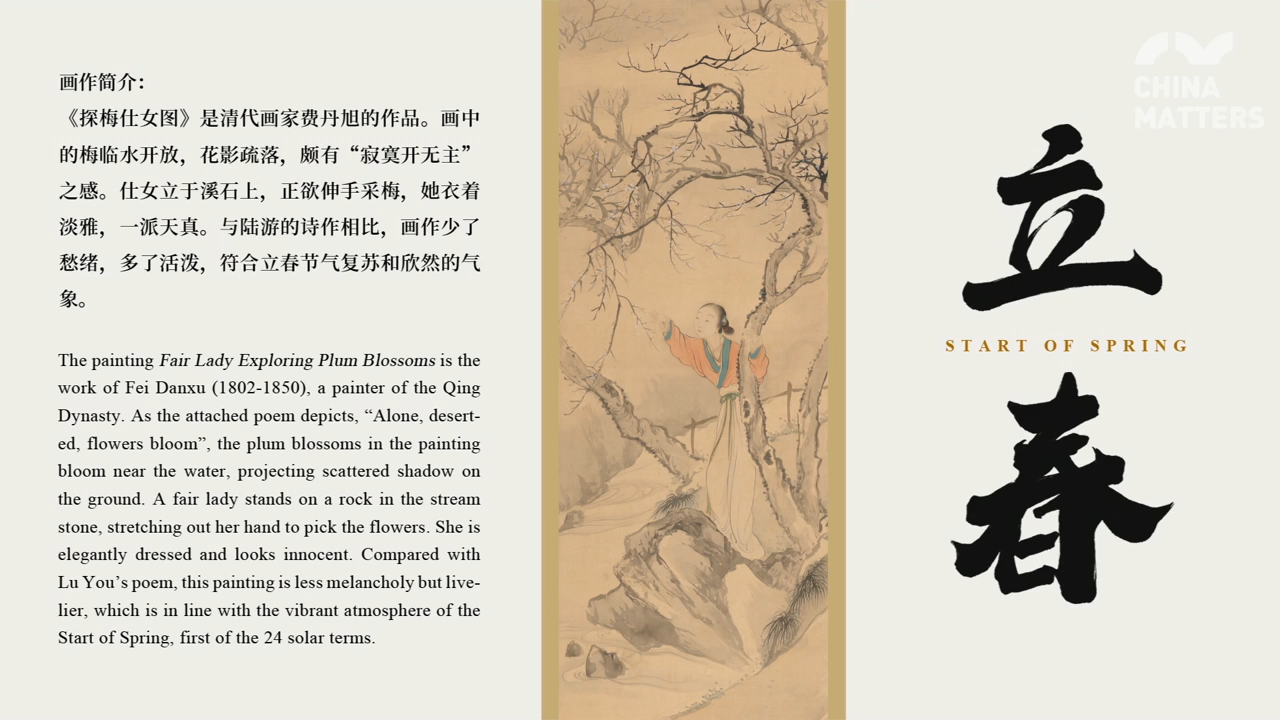 画作简介：
《探梅仕女图》是清代画家费丹旭的作品。画中
的梅临水开放，花影疏落，颇有“寂寞开无主”
之感。仕女立于溪石上，正欲伸手采梅，她衣着
淡雅，一派天真。与陆游的诗作相比，画作少了
愁绪，多了活泼，符合立春节气复苏和欣然的气
象。
The painting Fair Lady Exploring Plum Blossoms is the
work of Fei Danxu (1802-1850), a painter of the Qing
Dynasty. As the attached poem depicts, “Alone, desert-
ed, flowers bloom”, the plum blossoms in the painting
bloom near the water, projecting scattered shadow on
the ground. A fair lady stands on a rock in the stream
stone, stretching out her hand to pick the flowers. She is
elegantly dressed and looks innocent. Compared with
Lu You’s poem, this painting is less melancholy but live-
lier, which is in line with the vibrant atmosphere of the
Start of Spring, first of the 24 solar terms.
CHINA
MATTERS
立
START OF SPRING
春